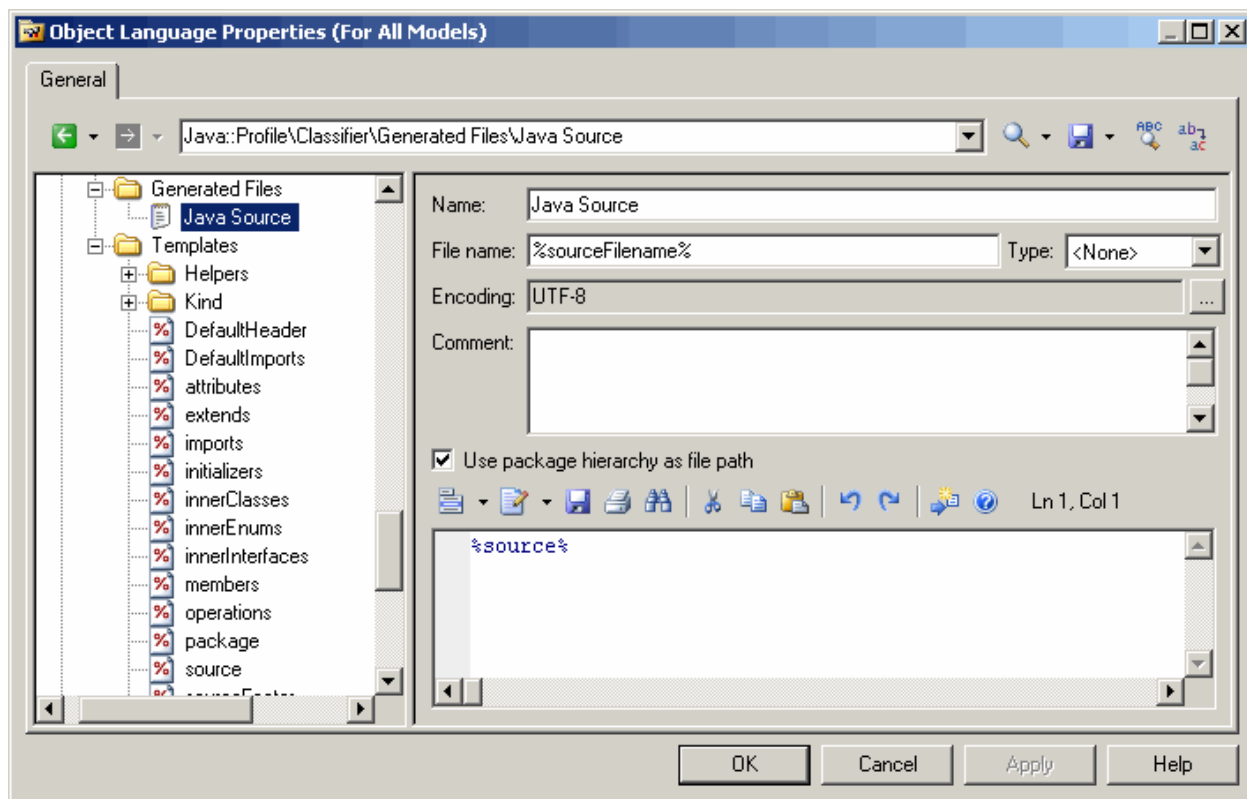 Object Language Properties (For All Models)
General
Java::Profile\Classifier\Generated Files\Java Source
ABC
ab
ac
Generated Files
Java Source
Templates
Helpers
Kind
DefaultHeader
DefaultImports
attributes
extends
imports
initializers
innerClasses
innerEnums
innerInterfaces
members
operations
package
source
Name: Java Source
File name: %sourceFilename% Type: <None>
Encoding: UTF-8 ...
Comment:
Use package hierarchy as file path
Ln 1, Col 1
%source%
OK Cancel Apply Help